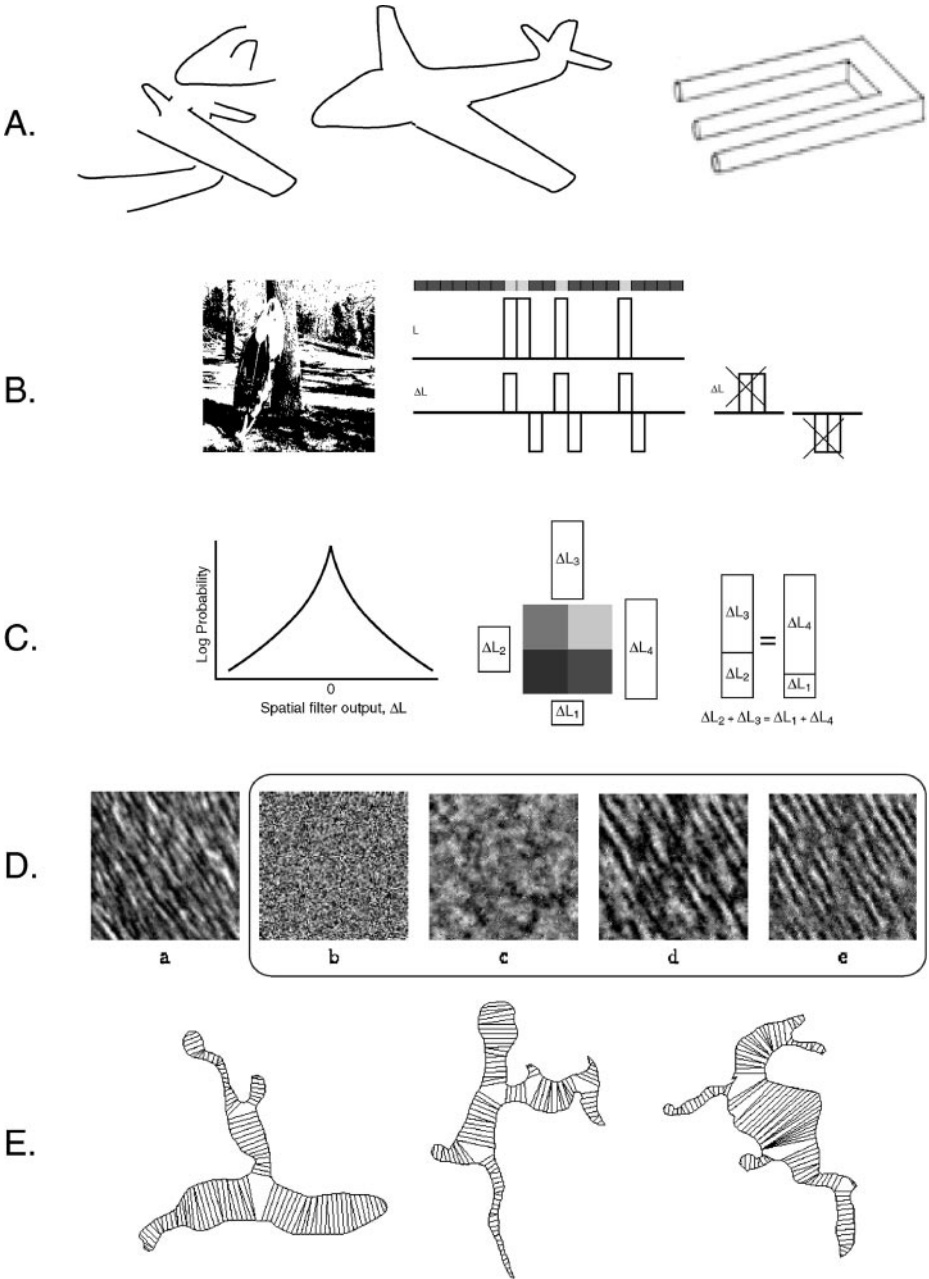 A.
B.
L
ΔL
ΔL
C.
Log Probability
0
Spatial filter output, ΔL
ΔL₃
ΔL₂
ΔL₄
ΔL₁
ΔL₃
ΔL₂
=
ΔL₄
ΔL₁
ΔL₂ + ΔL₃ = ΔL₁ + ΔL₄
D.
a b c d e
E.